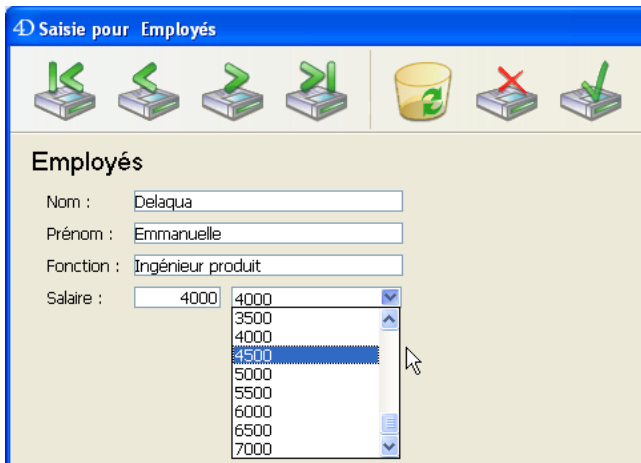 4D Saisie pour Employés
Employés
Nom : Delaqua
Prénom : Emmanuelle
Fonction : Ingénieur produit
Salaire : 4000 4000
3500
4000
4500
5000
5500
6000
6500
7000